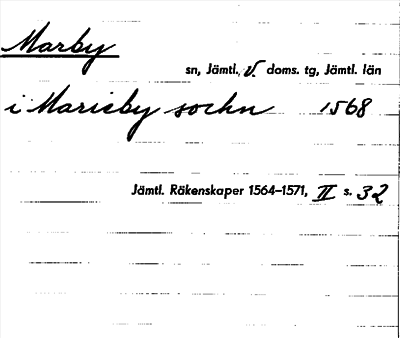 Marby
sn, Jämtl. v. doms. tg, Jämtl. län
i Marieby sochn 1568
Jämtl. Räkenskaper 1564–1571, II s. 32